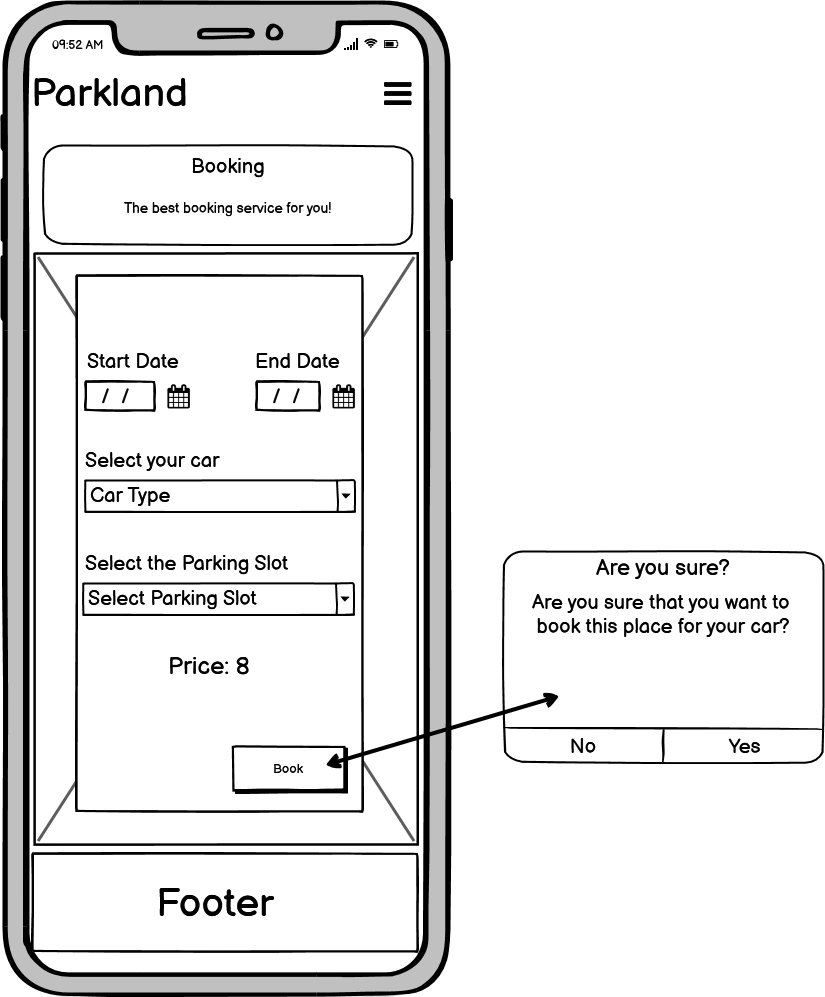 09:52 AM
Parkland
Booking
The best booking service for you!
Start Date
End Date
/ /
/ /
Select your car
Car Type
Select the Parking Slot
Select Parking Slot
Price: 8
Book
Footer
Are you sure?
Are you sure that you want to
book this place for your car?
No
Yes